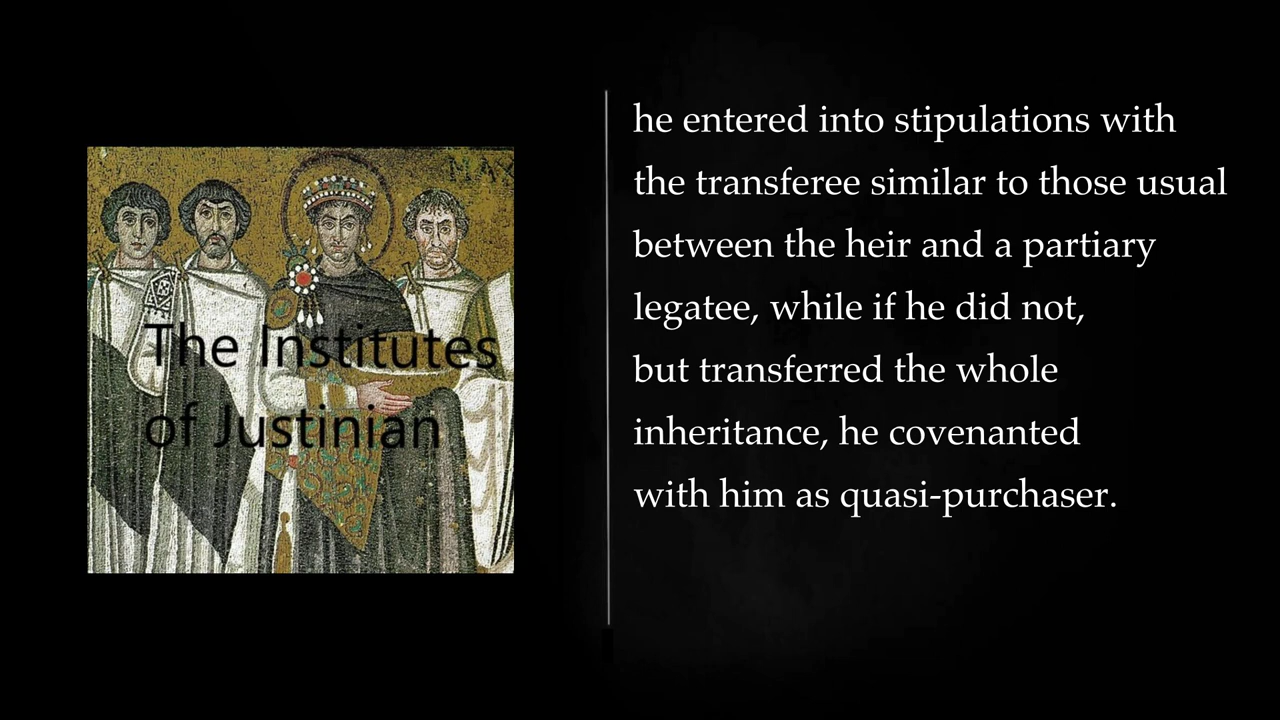 The Institutes
of Justinian
he entered into stipulations with
the transferee similar to those usual
between the heir and a partiary
legatee, while if he did not,
but transferred the whole
inheritance, he covenanted
with him as quasi-purchaser.